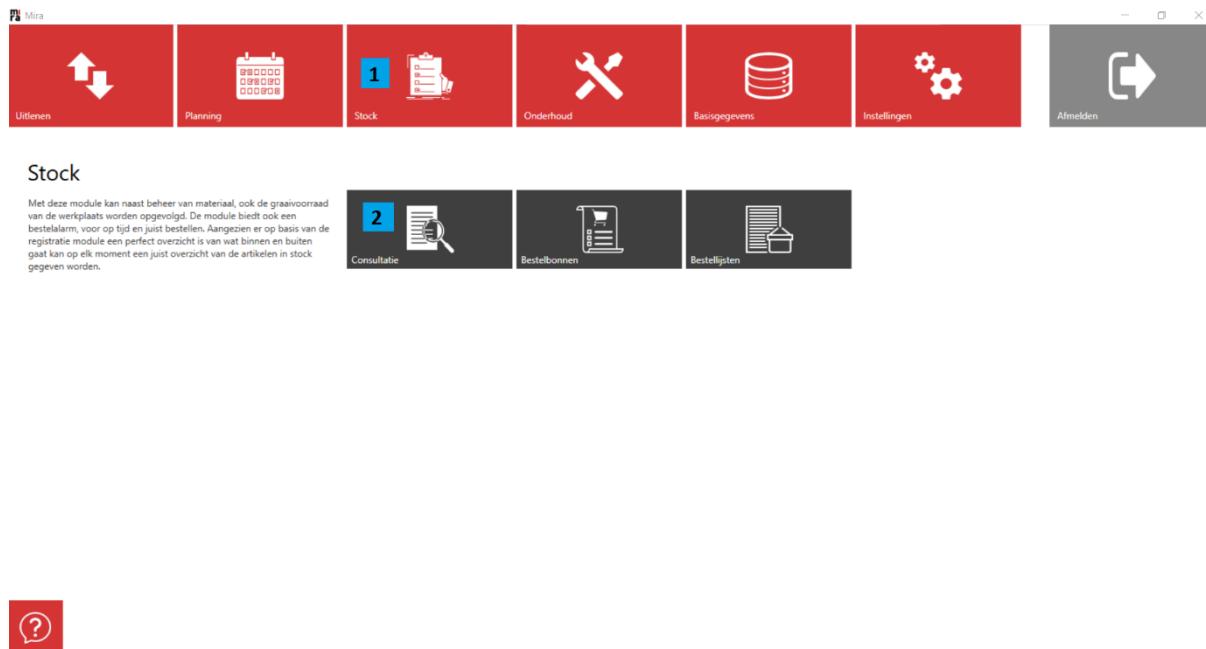 mira Mira
1
Uitlenen
Planning
Stock
Onderhoud
Basisgegevens
Instellingen
Afmelden
Stock
Met deze module kan naast beheer van materiaal, ook de graaivoorraad
van de werkplaats worden opgevolgd. De module biedt ook een
bestelalarm, voor op tijd en juist bestellen. Aangezien er op basis van de
registratie module een perfect overzicht is van wat binnen en buiten
gaat kan op elk moment een juist overzicht van de artikelen in stock
gegeven worden.
2
Consultatie
Bestelbonnen
Bestellijsten
?